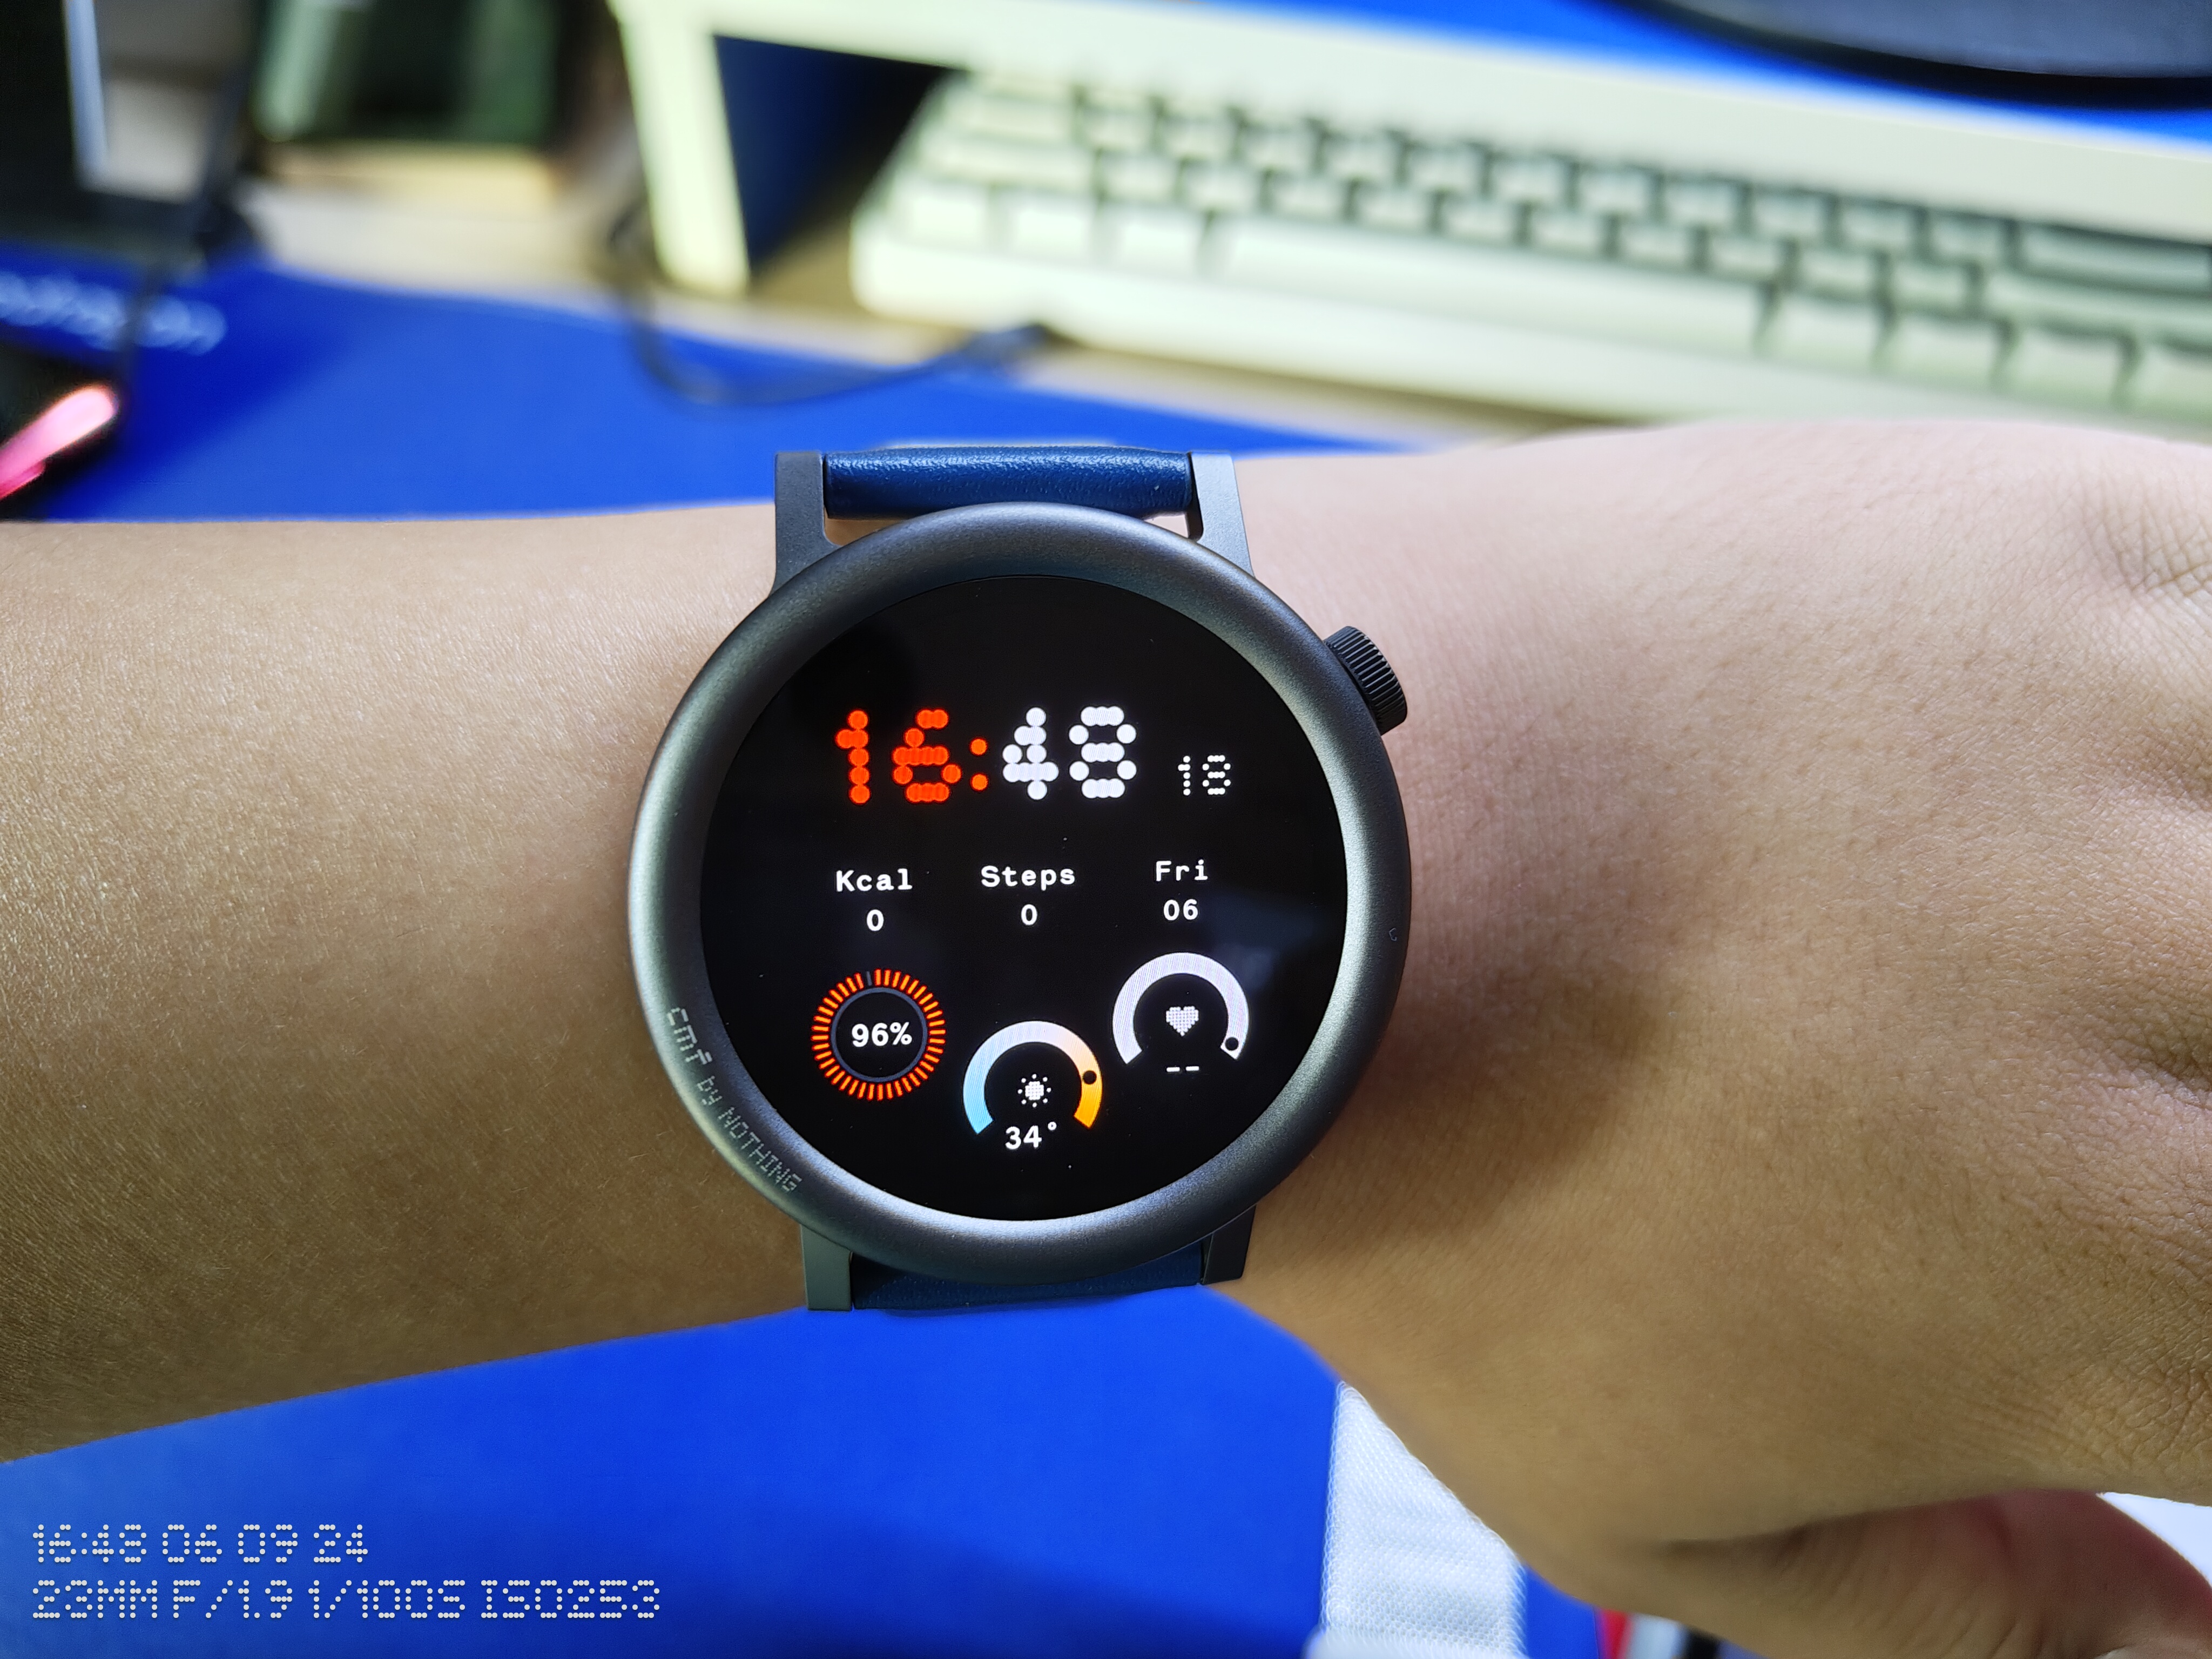 16:48 18
Kcal Steps Fri
0 0 06
96%
34°
--
cmf by NOTHING
16:48 06 09 24
23MM F/1.9 1/100S ISO253